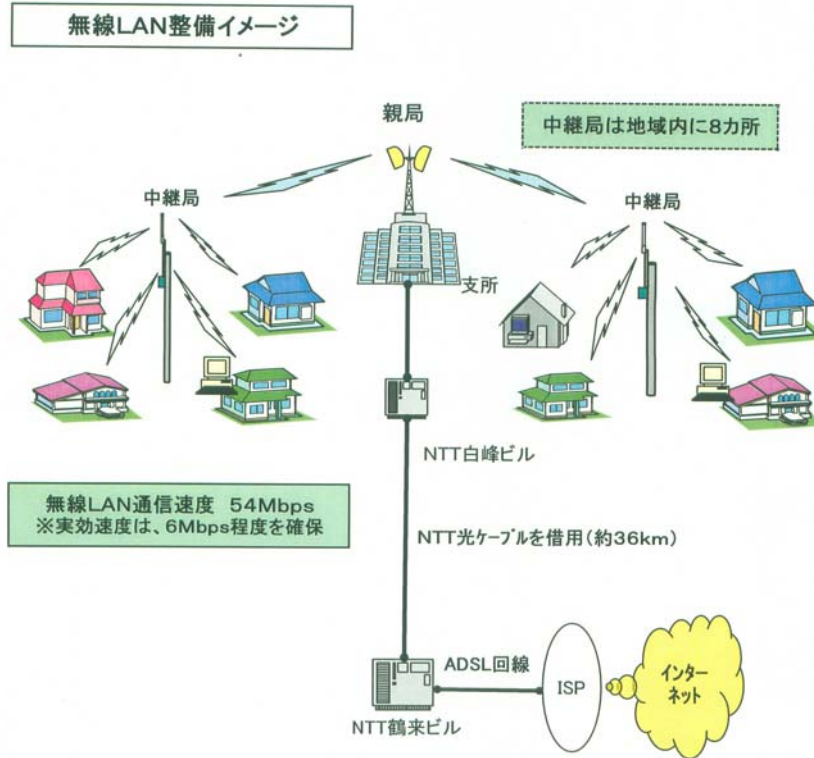 無線LAN整備イメージ
親局
中継局は地域内に8カ所
中継局
中継局
支所
NTT白峰ビル
無線LAN通信速度 54Mbps
※実効速度は、6Mbps程度を確保
NTT光ケーブルを借用(約36km)
ADSL回線
ISP
インター
ネット
NTT鶴来ビル